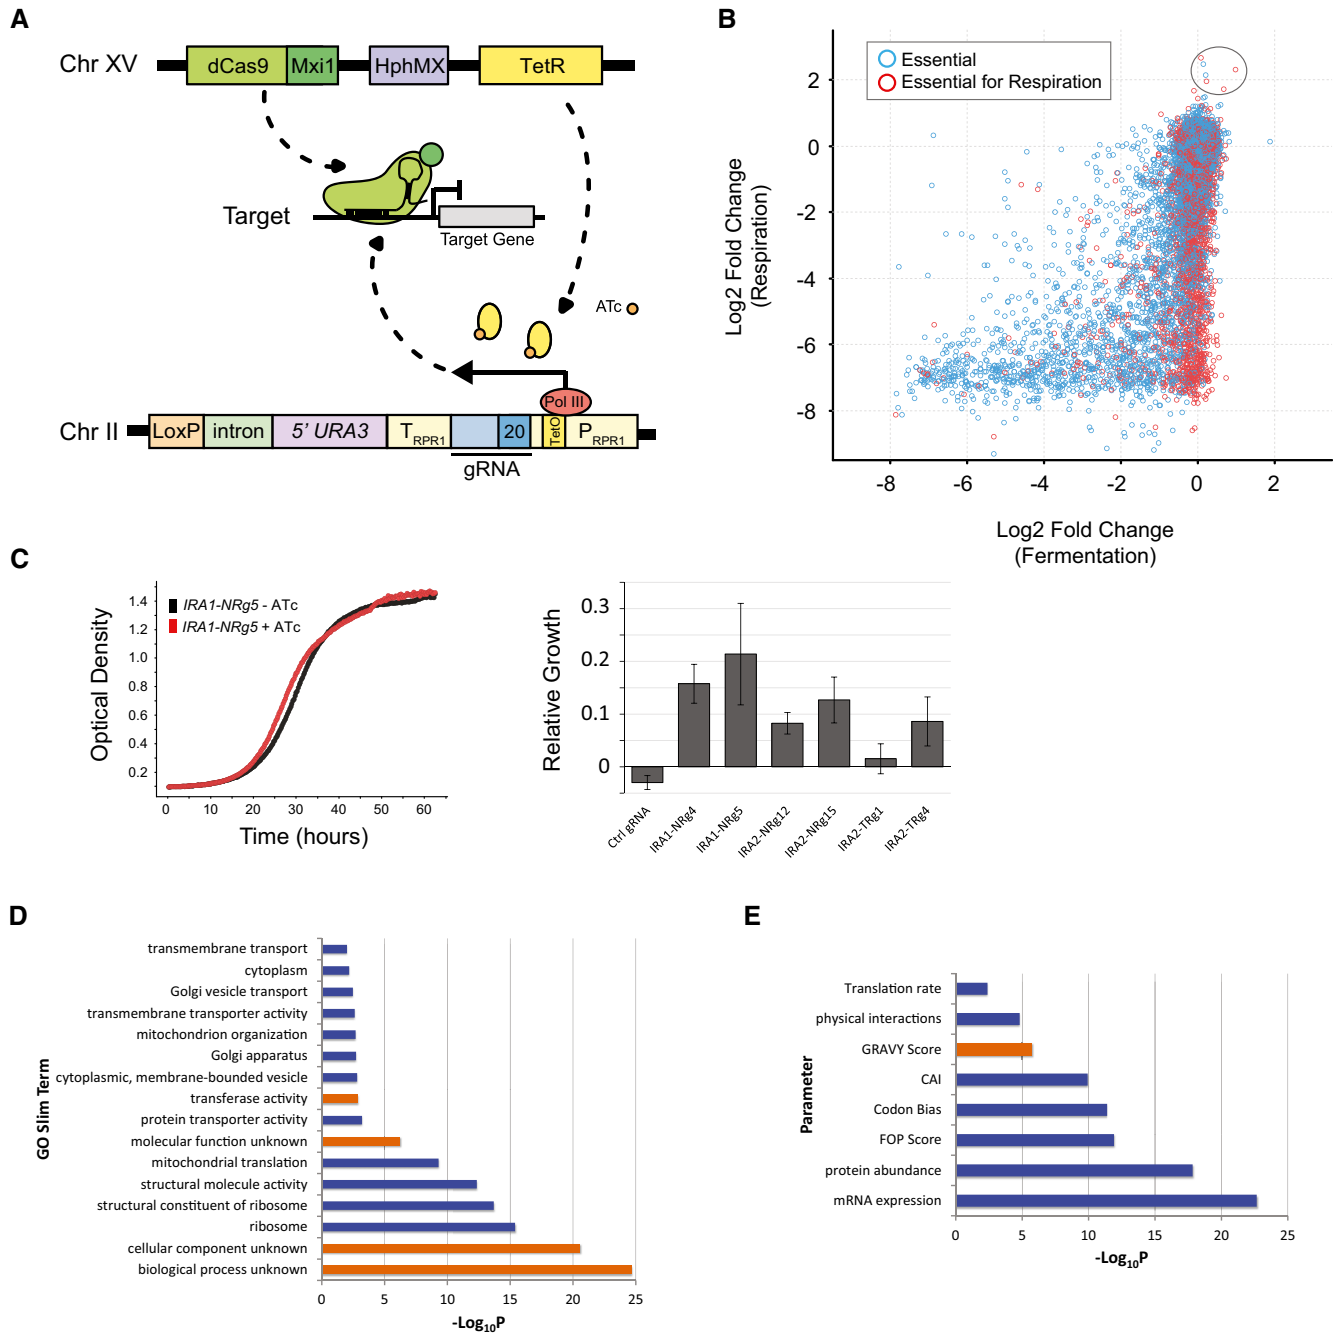 A
Chr XV
dCas9
Mxi1
HphMX
TetR
Target
Target Gene
ATc
Pol III
Chr II
LoxP
intron
5' URA3
TRPR1
20
TetO
PRPR1
gRNA
B
Essential
Essential for Respiration
Log2 Fold Change
(Respiration)
2
0
-2
-4
-6
-8
-8 -6 -4 -2 0 2
Log2 Fold Change
(Fermentation)
C
IRA1-NRg5 - ATc
IRA1-NRg5 + ATc
Optical Density
1.4
1.2
1.0
0.8
0.6
0.4
0.2
0 10 20 30 40 50 60
Time (hours)
Relative Growth
0.3
0.2
0.1
0
Ctrl gRNA
IRA1-NRg4
IRA1-NRg5
IRA2-NRg12
IRA2-NRg15
IRA2-TRg1
IRA2-TRg4
D
GO Slim Term
transmembrane transport
cytoplasm
Golgi vesicle transport
transmembrane transporter activity
mitochondrion organization
Golgi apparatus
cytoplasmic, membrane-bounded vesicle
transferase activity
protein transporter activity
molecular function unknown
mitochondrial translation
structural molecule activity
structural constituent of ribosome
ribosome
cellular component unknown
biological process unknown
0 5 10 15 20 25
-Log10P
E
Parameter
Translation rate
physical interactions
GRAVY Score
CAI
Codon Bias
FOP Score
protein abundance
mRNA expression
0 5 10 15 20 25
-Log10P